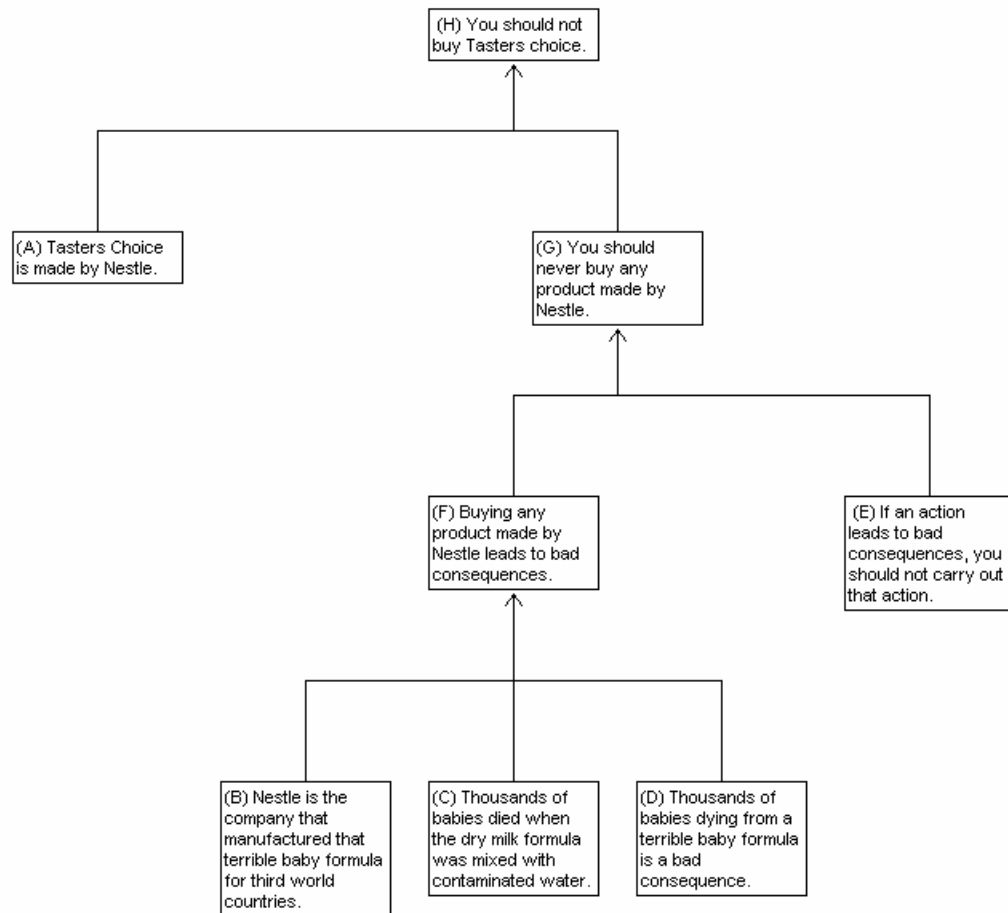 (H) You should not
buy Tasters choice.
(A) Tasters Choice
is made by Nestle.
(G) You should
never buy any
product made by
Nestle.
(F) Buying any
product made by
Nestle leads to bad
consequences.
(E) If an action
leads to bad
consequences, you
should not carry out
that action.
(B) Nestle is the
company that
manufactured that
terrible baby formula
for third world
countries.
(C) Thousands of
babies died when
the dry milk formula
was mixed with
contaminated water.
(D) Thousands of
babies dying from a
terrible baby formula
is a bad
consequence.